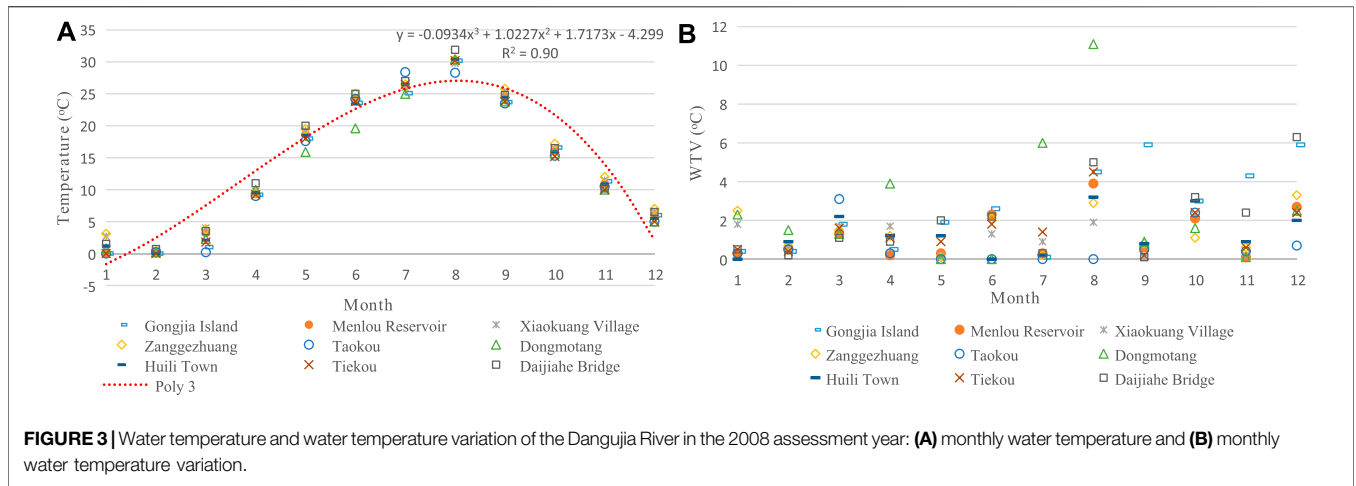 A
y = -0.0934x³ + 1.0227x² + 1.7173x - 4.299
R² = 0.90
Temperature (°C)
35
30
25
20
15
10
5
0
-5
1 2 3 4 5 6 7 8 9 10 11 12
Month
Gongjia Island Menlou Reservoir Xiaokuang Village
Zanggezhuang Taokou Dongmotang
Huili Town Tiekou Daijiahe Bridge
Poly 3
B
WTV (°C)
12
10
8
6
4
2
0
1 2 3 4 5 6 7 8 9 10 11 12
Month
Gongjia Island Menlou Reservoir Xiaokuang Village
Zanggezhuang Taokou Dongmotang
Huili Town Tiekou Daijiahe Bridge
FIGURE 3 | Water temperature and water temperature variation of the Dangujia River in the 2008 assessment year: (A) monthly water temperature and (B) monthly
water temperature variation.